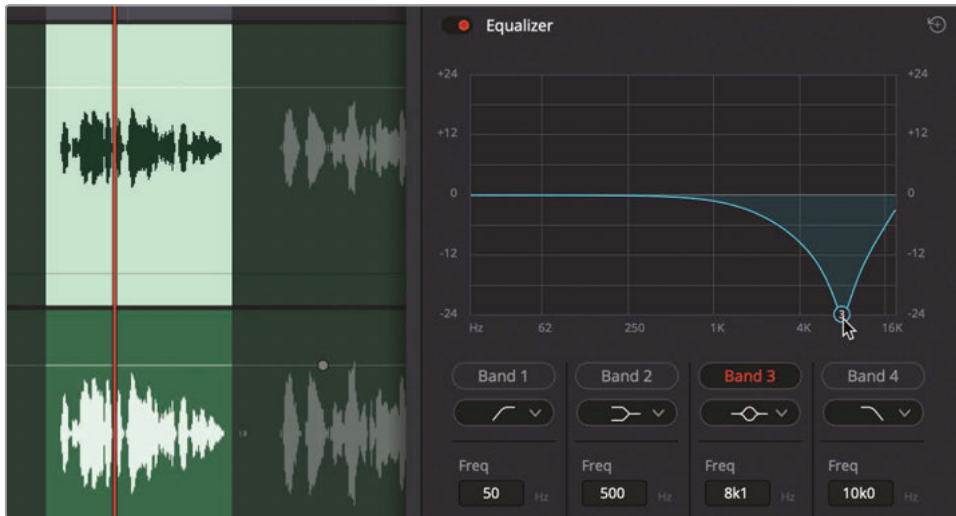 Equalizer
+24 +24
+12 +12
0 0
-12 -12
-24 3 -24
Hz 62 250 1K 4K 16K
Band 1 Band 2 Band 3 Band 4
Freq Freq Freq Freq
50 Hz 500 Hz 8k1 Hz 10k0 Hz